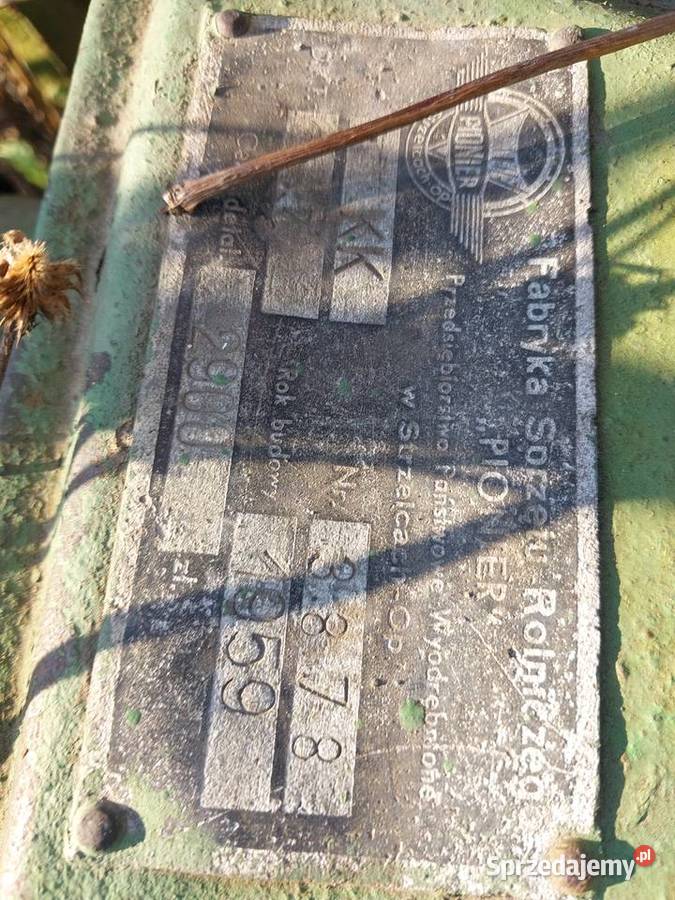 PIONIER
Fabryka Sprzętu Rolniczego
„PIONIER”
Przedsiębiorstwo Państwowe Wyodrębnione
w Strzelcach-Op.
KK
Nr. 3878
Rok budowy 1959
2900 zł.
Sprzedajemy.pl